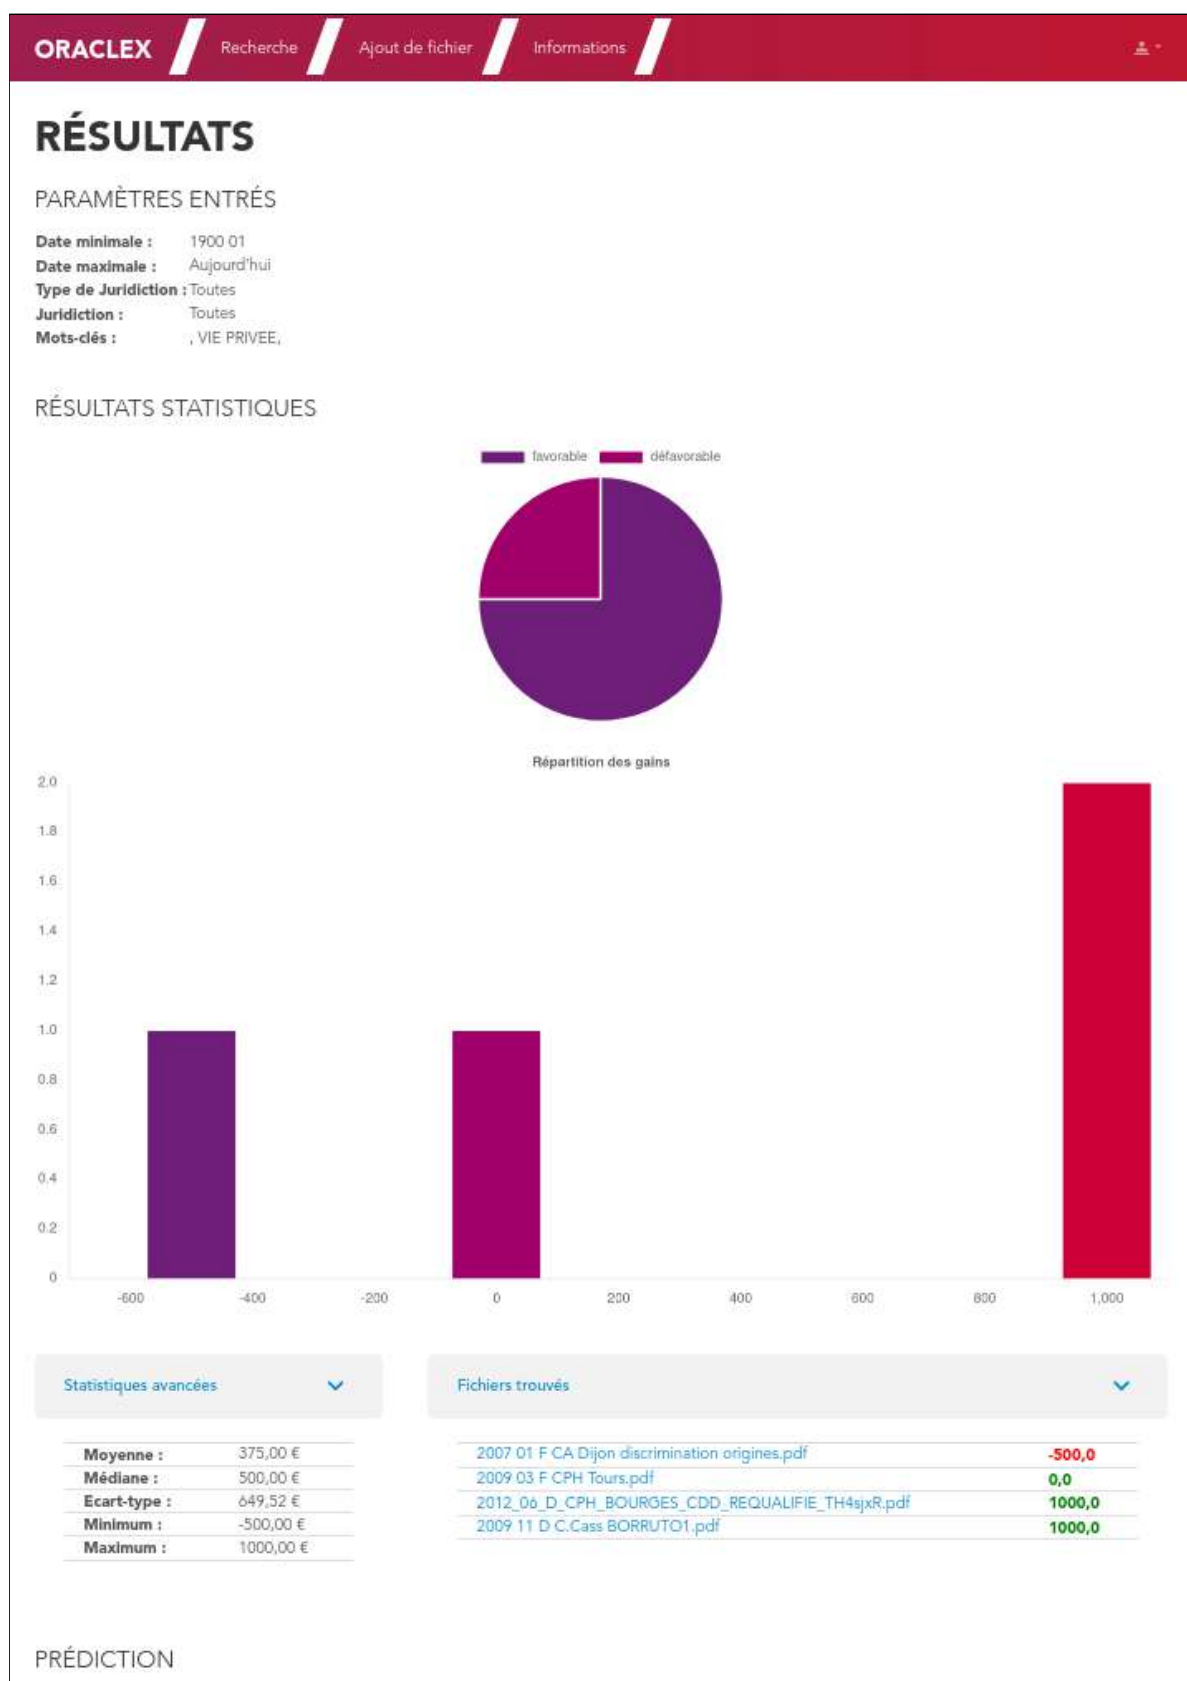 ORACLEX Recherche Ajout de fichier Informations
RÉSULTATS
PARAMÈTRES ENTRÉS
Date minimale : 1900 01
Date maximale : Aujourd'hui
Type de Juridiction : Toutes
Juridiction : Toutes
Mots-clés : , VIE PRIVEE,
RÉSULTATS STATISTIQUES
favorable défavorable
Répartition des gains
2.0
1.8
1.6
1.4
1.2
1.0
0.8
0.6
0.4
0.2
0
-600 -400 -200 0 200 400 600 800 1,000
Statistiques avancées
Moyenne : 375,00 €
Médiane : 500,00 €
Ecart-type : 649,52 €
Minimum : -500,00 €
Maximum : 1000,00 €
Fichiers trouvés
2007 01 F CA Dijon discrimination origines.pdf -500,0
2009 03 F CPH Tours.pdf 0,0
2012_06_D_CPH_BOURGES_CDD_REQUALIFIE_TH4sjxR.pdf 1000,0
2009 11 D C.Cass BORRUTO1.pdf 1000,0
PRÉDICTION